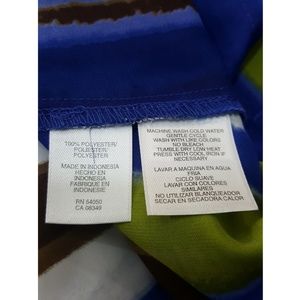 100% POLYESTER/
POLYESTER
MADE IN INDONESIA
HECHO EN
INDONESIA
FABRIQUE EN
INDONESIE
RN 54050
CA 08349
MACHINE WASH COLD WATER
GENTLE CYCLE
WASH WITH LIKE COLORS
NO BLEACH
TUMBLE DRY LOW HEAT
PRESS WITH COOL IRON IF
NECESSARY
LAVAR A MAQUINA EN AGUA
FRIA
CICLO SUAVE
LAVAR CON COLORES
SIMILARES
NO UTILIZAR BLANQUEADOR
SECAR EN SECADORA CALOR